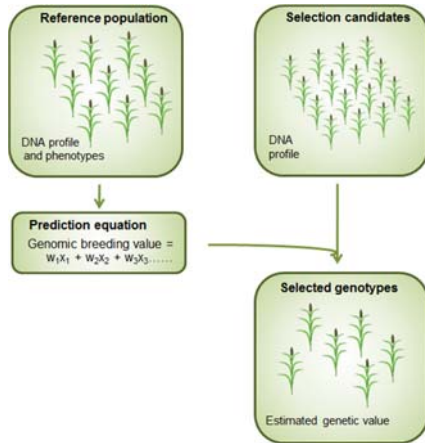 Reference population
DNA profile
and phenotypes
Selection candidates
DNA
profile
Prediction equation
Genomic breeding value =
w₁x₁ + w₂x₂ + w₃x₃......
Selected genotypes
Estimated genetic value